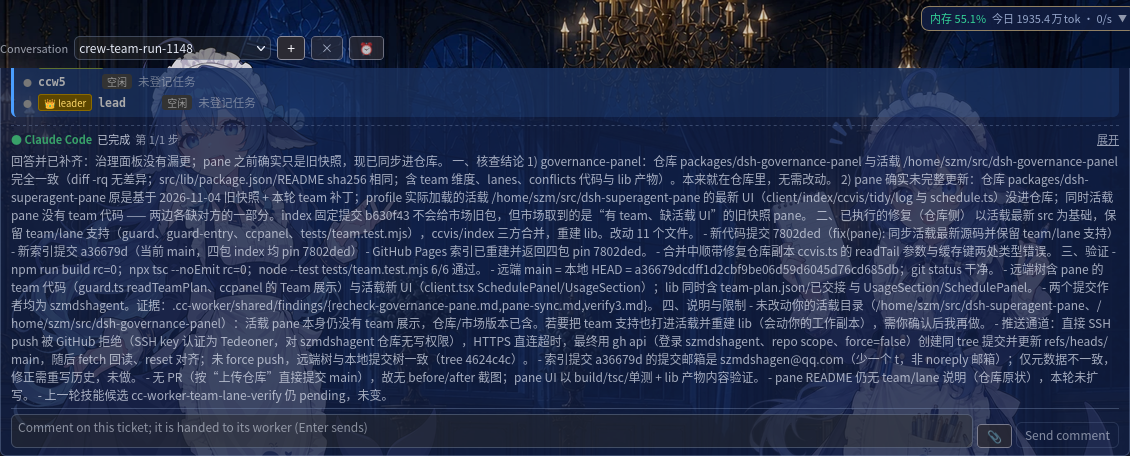 内存 55.1% 今日 1935.4万tok · 0/s ▼
Conversation crew-team-run-1148 + × ⏰
ccw5 空闲 未登记任务
👑 leader lead 空闲 未登记任务
Claude Code 已完成 第 1/1 步 展开
回答并已补齐：治理面板没有漏更；pane 之前确实只是旧快照，现已同步进仓库。 一、核查结论 1) governance-panel：仓库 packages/dsh-governance-panel 与活载 /home/szm/src/dsh-governance-panel
完全一致（diff -rq 无差异；src/lib/package.json/README sha256 相同；含 team 维度、lanes、conflicts 代码与 lib 产物）。本来就在仓库里，无需改动。 2) pane 确实未完整更新：仓库 packages/dsh-
superagent-pane 原是基于 2026-11-04 旧快照 + 本轮 team 补丁；profile 实际加载的活载 /home/szm/src/dsh-superagent-pane 的最新 UI（client/index/ccvis/tidy/log 与 schedule.ts）没进仓库；同时活载
pane 没有 team 代码 —— 两边各缺对方的一部分。index 固定提交 b630f43 不会给市场旧包，但市场取到的是“有 team、缺活载 UI”的旧快照 pane。 二、已执行的修复（仓库侧） 以活载最新 src 为基础，保
留 team/lane 支持（guard、guard-entry、ccpanel、tests/team.test.mjs），ccvis/index 三方合并，重建 lib。改动 11 个文件。 - 新代码提交 7802ded（fix(pane): 同步活载最新源码并保留 team/lane 支持）
- 新索引提交 a36679d（当前 main，四包 index 均 pin 7802ded） - GitHub Pages 索引已重建并返回四包 pin 7802ded。 - 合并中顺带修复仓库副本 ccvis.ts 的 readTail 参数与缓存键两处类型错误。 三、验证 -
npm run build rc=0；npx tsc --noEmit rc=0；node --test tests/team.test.mjs 6/6 通过。 - 远端 main = 本地 HEAD = a36679dcdff1d2cbf9be06d59d6045d76cd685db；git status 干净。 - 远端树含 pane 的
team 代码（guard.ts readTeamPlan、ccpanel 的 Team 展示）与活载新 UI（client.tsx SchedulePanel/UsageSection）；lib 同时含 team-plan.json/已交接 与 UsageSection/SchedulePanel。 - 两个提交作
者均为 szmdshagent。证据：.cc-worker/shared/findings/{recheck-governance-pane.md,pane-sync.md,verify3.md}。 四、说明与限制 - 未改动你的活载目录（/home/szm/src/dsh-superagent-pane、/
home/szm/src/dsh-governance-panel）：活载 pane 本身仍没有 team 展示，仓库/市场版本已含。若要把 team 支持也打进活载并重建 lib（会动你的工作副本），需你确认后我再做。 - 推送通道：直接 SSH
push 被 GitHub 拒绝（SSH key 认证为 Tedeoner，对 szmdshagent 仓库无写权限），HTTPS 直连超时，最终用 gh api（登录 szmdshagent、repo scope、force=false）创建同 tree 提交并更新 refs/heads/
main，随后 fetch 回读、reset 对齐；未 force push，远端树与本地提交树一致（tree 4624c4c）。 - 索引提交 a36679d 的提交邮箱是 szmdshagen@qq.com（少一个 t，非 noreply 邮箱）；仅元数据不一致，
修正需重写历史，未做。 - 无 PR（按“上传仓库”直接提交 main），故无 before/after 截图；pane UI 以 build/tsc/单测 + lib 产物内容验证。 - pane README 仍无 team/lane 说明（仓库原状），本轮未扩
写。 - 上一轮技能候选 cc-worker-team-lane-verify 仍 pending，未变。
Comment on this ticket; it is handed to its worker (Enter sends)
📎 Send comment